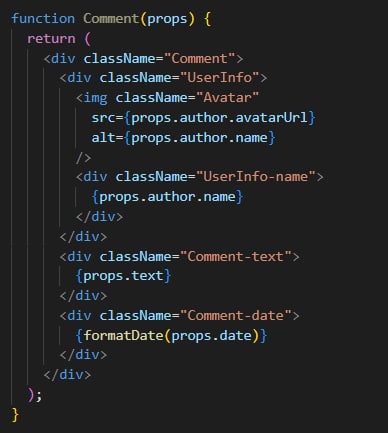 function Comment(props) {
  return (
    <div className="Comment">
      <div className="UserInfo">
        <img className="Avatar"
          src={props.author.avatarUrl}
          alt={props.author.name}
        />
        <div className="UserInfo-name">
          {props.author.name}
        </div>
      </div>
      <div className="Comment-text">
        {props.text}
      </div>
      <div className="Comment-date">
        {formatDate(props.date)}
      </div>
    </div>
  );
}